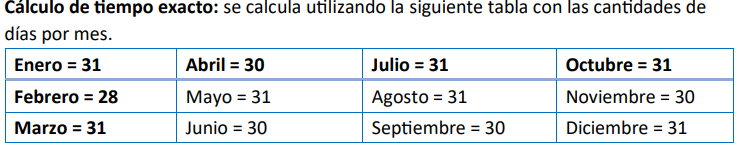 Cálculo de tiempo exacto: se calcula utilizando la siguiente tabla con las cantidades de
días por mes.
Enero = 31 Abril = 30 Julio = 31 Octubre = 31
Febrero = 28 Mayo = 31 Agosto = 31 Noviembre = 30
Marzo = 31 Junio = 30 Septiembre = 30 Diciembre = 31